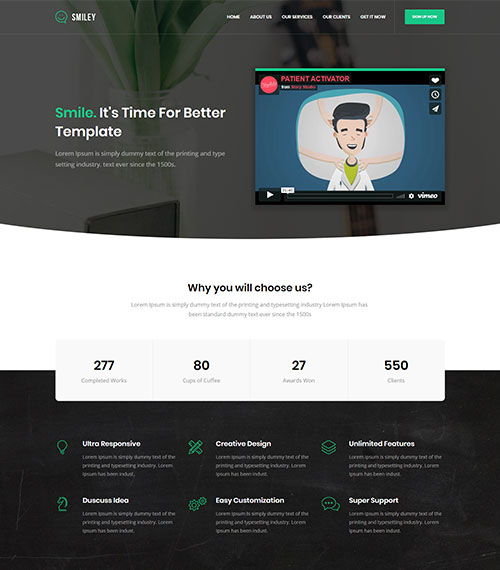 SMILEY
HOME ABOUT US OUR SERVICES OUR CLIENTS GET IT NOW SIGN UP NOW
Smile. It's Time For Better
Template
Lorem Ipsum is simply dummy text of the printing and type
setting industry. text ever since the 1500s.
PATIENT ACTIVATOR
from Story Studio
vimeo
Why you will choose us?
Lorem Ipsum is simply dummy text of the printing and typesetting industry Lorem Ipsum has
been standard dummy text ever since the 1500s
277 80 27 550
Completed Works Cupx of Cuffee Awards Won Clients
Ultra Responsive
Lorem Ipsum is simply dummy text of the
printing and typesetting industry. Lorem
Ipsum has been indust.
Creative Design
Lorem Ipsum is simply dummy text of the
printing and typesetting industry. Lorem
Ipsum has been indust.
Unlimited Features
Lorem Ipsum is simply dummy text of the
printing and typesetting industry. Lorem
Ipsum has been indust.
Duscuss Idea
Lorem Ipsum is simply dummy text of the
printing and typesetting industry. Lorem
Ipsum has been indust.
Easy Customization
Lorem Ipsum is simply dummy text of the
printing and typesetting industry. Lorem
Ipsum has been indust.
Super Support
Lorem Ipsum is simply dummy text of the
printing and typesetting industry. Lorem
Ipsum has been indust.